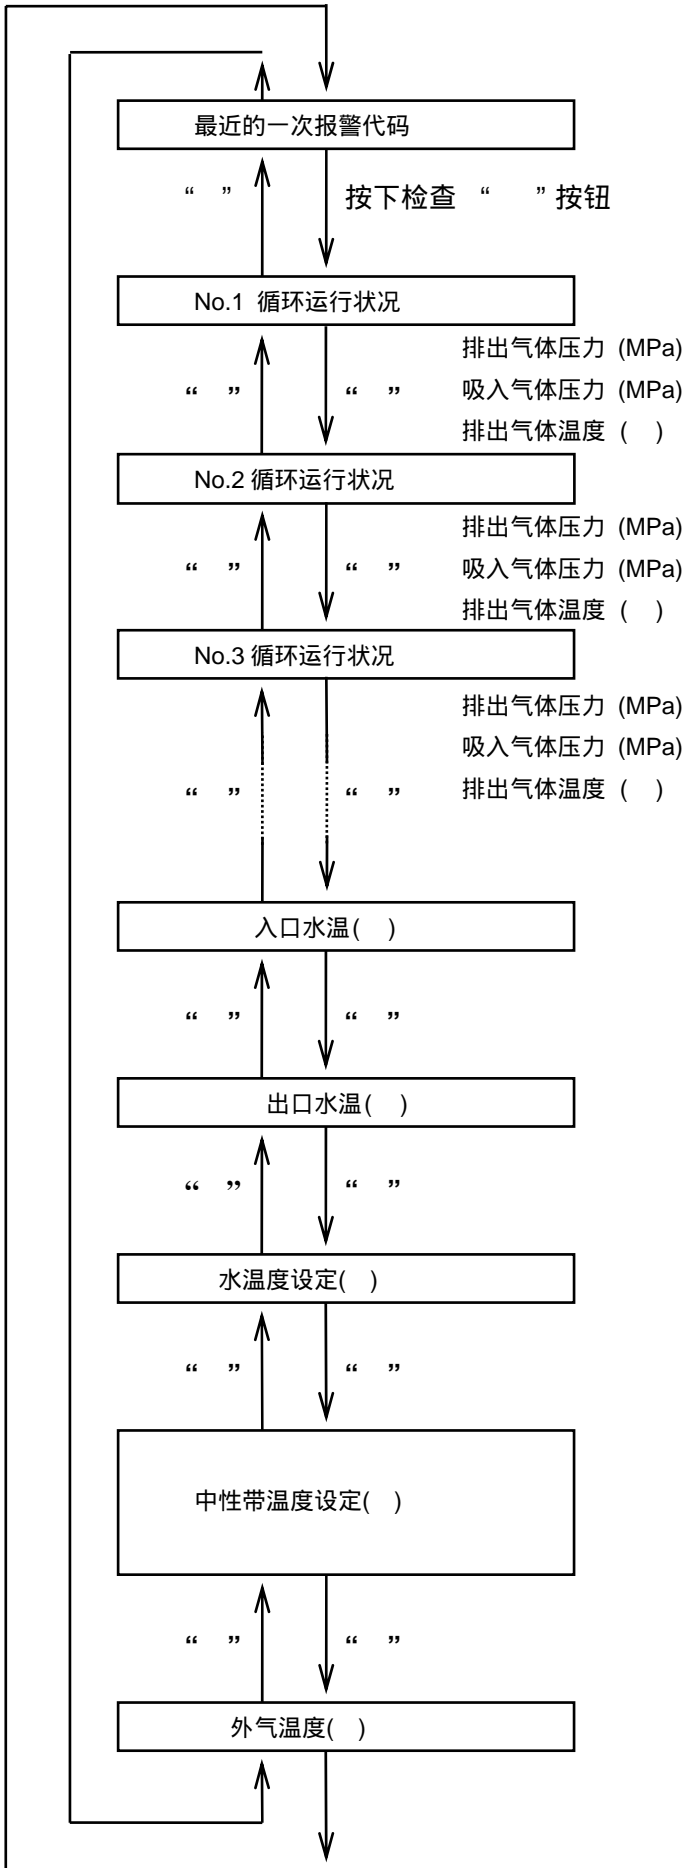 最近的一次报警代码
“ ” 按下检查 “ ” 按钮
No.1 循环运行状况
排出气体压力 (MPa)
“ ” “ ” 吸入气体压力 (MPa)
排出气体温度 ( )
No.2 循环运行状况
排出气体压力 (MPa)
“ ” “ ” 吸入气体压力 (MPa)
排出气体温度 ( )
No.3 循环运行状况
排出气体压力 (MPa)
吸入气体压力 (MPa)
“ ” “ ” 排出气体温度 ( )
入口水温( )
“ ” “ ”
出口水温( )
“ ” “ ”
水温度设定( )
“ ” “ ”
中性带温度设定( )
“ ” “ ”
外气温度( )